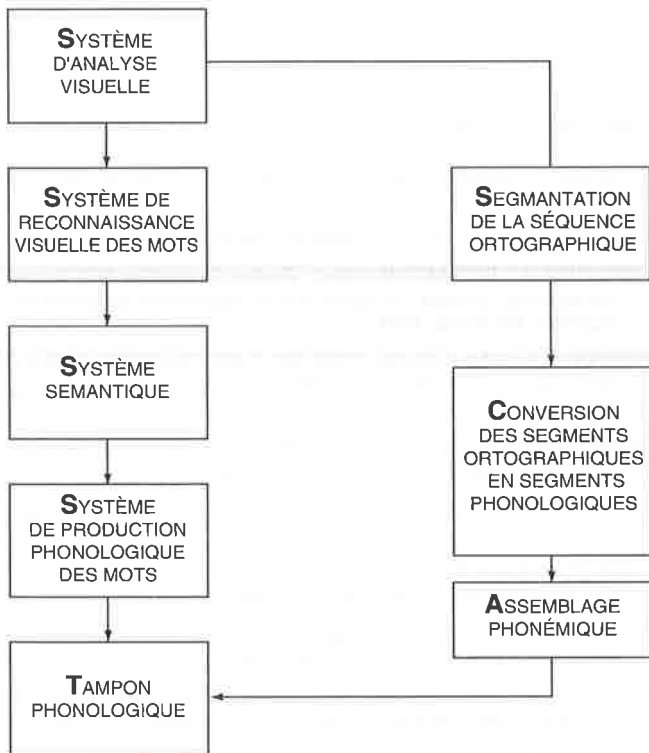 SYSTÈME
D'ANALYSE
VISUELLE
SYSTÈME DE
RECONNAISSANCE
VISUELLE DES MOTS
SEGMANTATION
DE LA SÉQUENCE
ORTOGRAPHIQUE
SYSTÈME
SEMANTIQUE
CONVERSION
DES SEGMENTS
ORTOGRAPHIQUES
EN SEGMENTS
PHONOLOGIQUES
SYSTÈME
DE PRODUCTION
PHONOLOGIQUE
DES MOTS
ASSEMBLAGE
PHONÉMIQUE
TAMPON
PHONOLOGIQUE